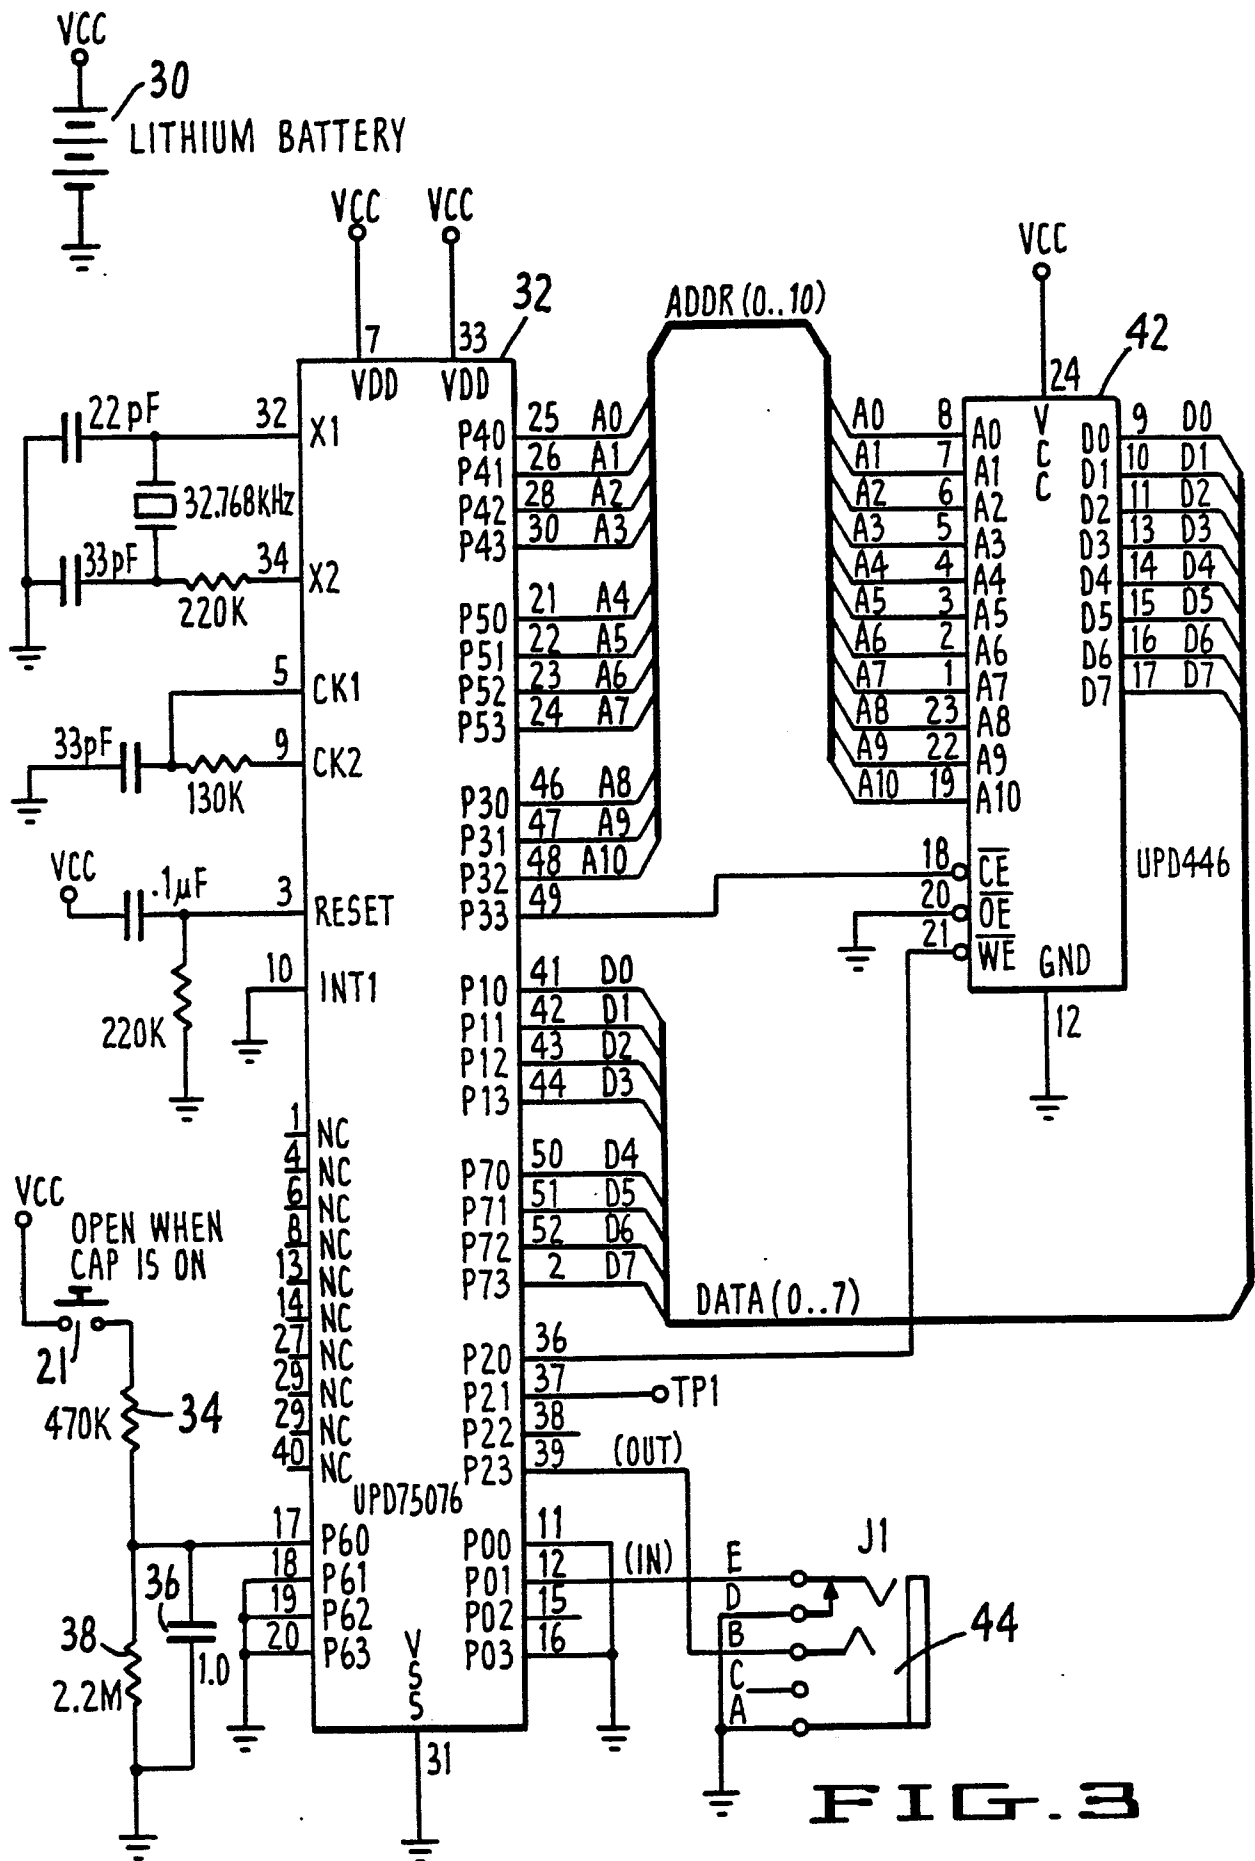 VCC
30
LITHIUM BATTERY
VCC VCC
32
7 33
VDD VDD
ADDR (0..10)
VCC
42
24
VCC
22pF
32 X1
32.768KHz
33pF
34 X2
220K
5 CK1
33pF
9 CK2
130K
VCC
.1µF
3 RESET
10 INT1
220K
1 NC
4 NC
6 NC
8 NC
13 NC
14 NC
27 NC
29 NC
29 NC
40 NC
UPD75076
17 P60
18 P61
19 P62
20 P63
VSS
31
P40 25 A0
P41 26 A1
P42 28 A2
P43 30 A3
P50 21 A4
P51 22 A5
P52 23 A6
P53 24 A7
P30 46 A8
P31 47 A9
P32 48 A10
P33 49
P10 41 D0
P11 42 D1
P12 43 D2
P13 44 D3
P70 50 D4
P71 51 D5
P72 52 D6
P73 2 D7
DATA (0..7)
P20 36
P21 37 TP1
P22 38
P23 39 (OUT)
P00 11
P01 12 (IN)
P02 15
P03 16
A0 8 A0
A1 7 A1
A2 6 A2
A3 5 A3
A4 4 A4
A5 3 A5
A6 2 A6
A7 1 A7
A8 23 A8
A9 22 A9
A10 19 A10
18 CE
20 OE
21 WE
GND
12
UPD446
D0 9 D0
D1 10 D1
D2 11 D2
D3 13 D3
D4 14 D4
D5 15 D5
D6 16 D6
D7 17 D7
VCC
OPEN WHEN
CAP IS ON
21
470K
34
36
38
1.0
2.2M
J1
E
D
B
C
A
44
FIG. 3